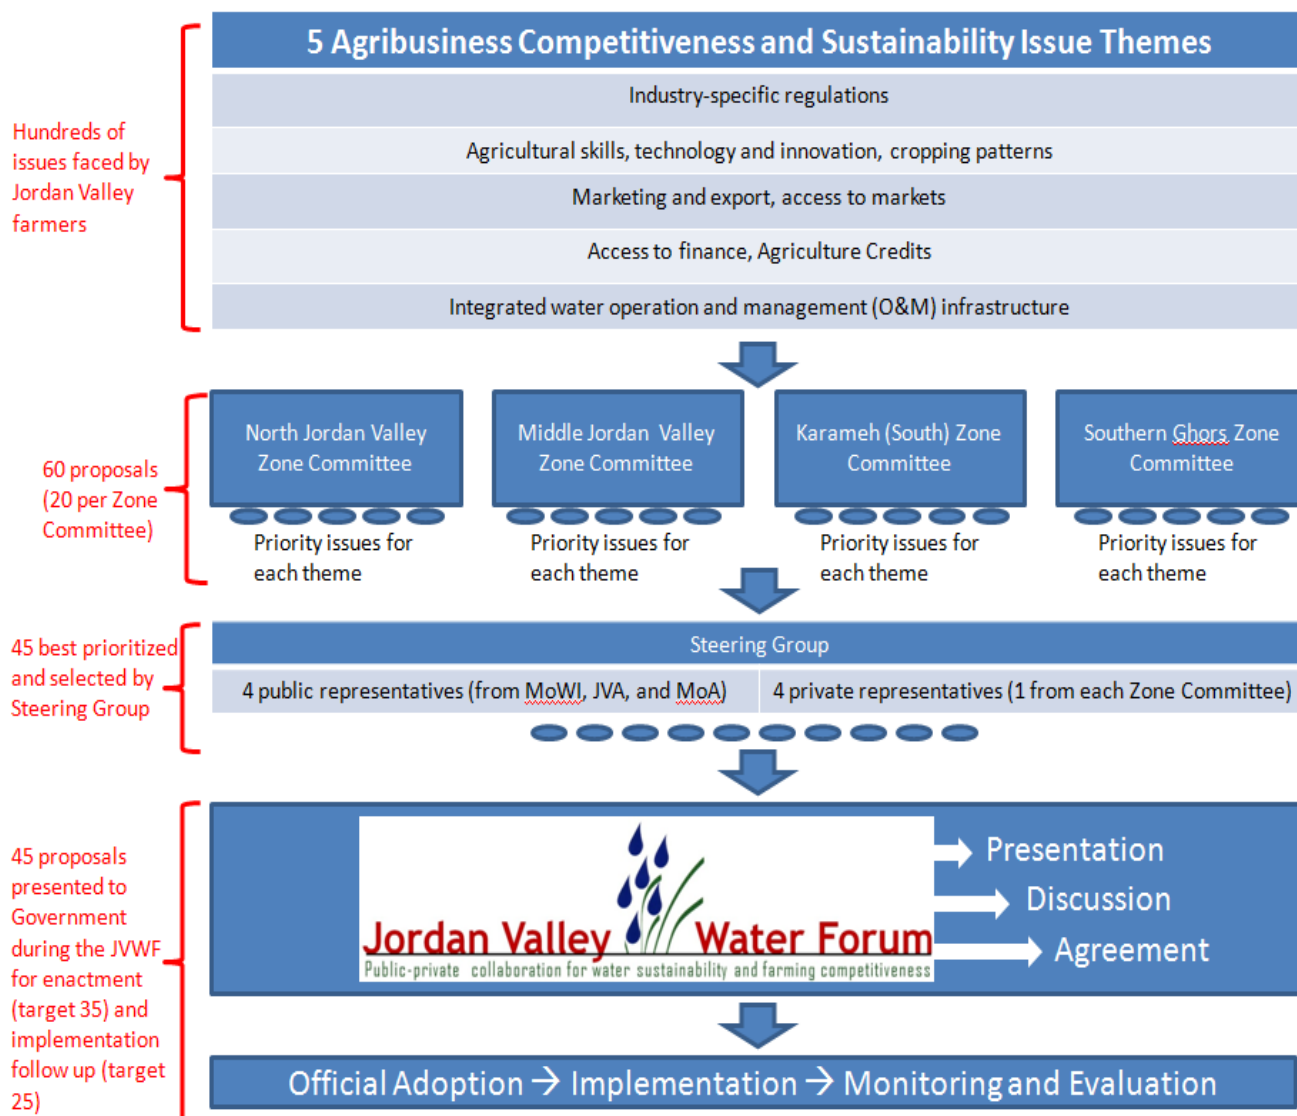 5 Agribusiness Competitiveness and Sustainability Issue Themes
Industry-specific regulations
Agricultural skills, technology and innovation, cropping patterns
Marketing and export, access to markets
Access to finance, Agriculture Credits
Integrated water operation and management (O&M) infrastructure
Hundreds of
issues faced by
Jordan Valley
farmers
60 proposals
(20 per Zone
Committee)
North Jordan Valley
Zone Committee
Middle Jordan Valley
Zone Committee
Karameh (South) Zone
Committee
Southern Ghors Zone
Committee
Priority issues for
each theme
Priority issues for
each theme
Priority issues for
each theme
Priority issues for
each theme
45 best prioritized
and selected by
Steering Group
Steering Group
4 public representatives (from MoWI, JVA, and MoA)
4 private representatives (1 from each Zone Committee)
45 proposals
presented to
Government
during the JVWF
for enactment
(target 35) and
implementation
follow up (target
25)
Jordan Valley Water Forum
Public-private collaboration for water sustainability and farming competitiveness
Presentation
Discussion
Agreement
Official Adoption → Implementation → Monitoring and Evaluation